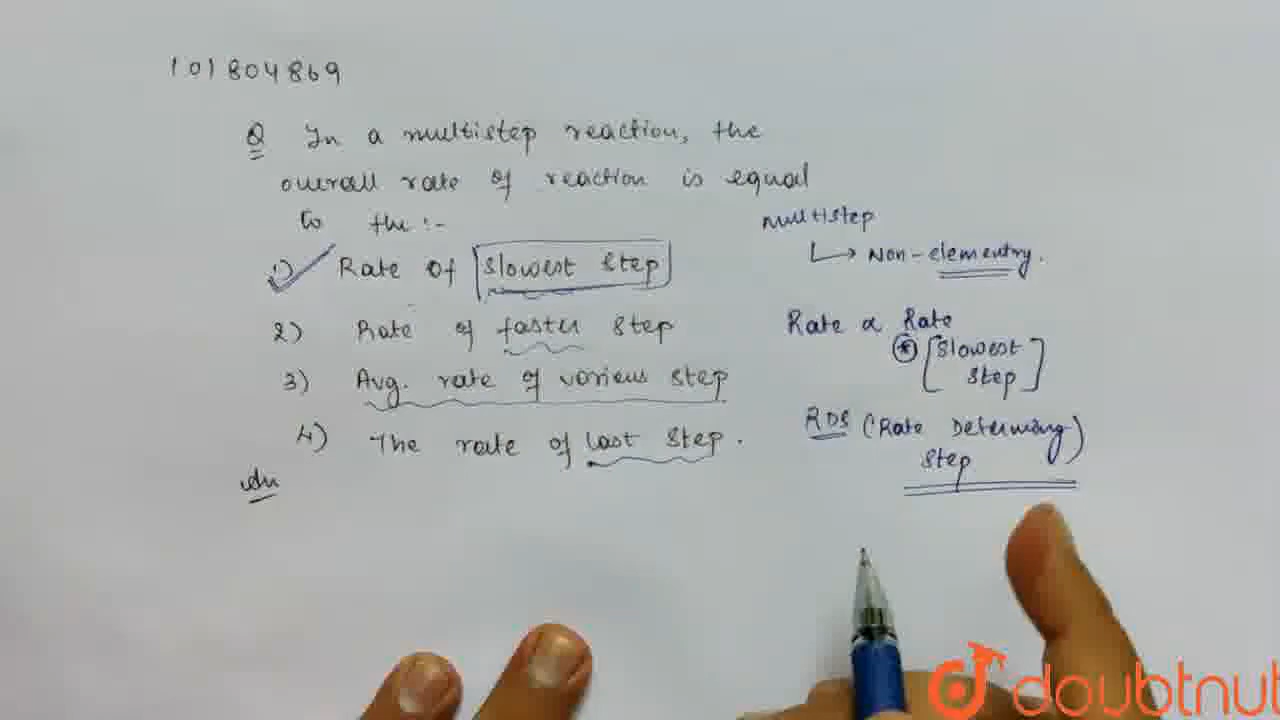 101804869
Q In a multistep reaction, the
overall rate of reaction is equal
to the :-
1) Rate of slowest step
2) Rate of faster step
3) Avg. rate of various step
4) The rate of last step.
multistep
↳ Non-elementry.
Rate α Rate
* [slowest
step]
RDS (Rate Determing)
step
doubtnut